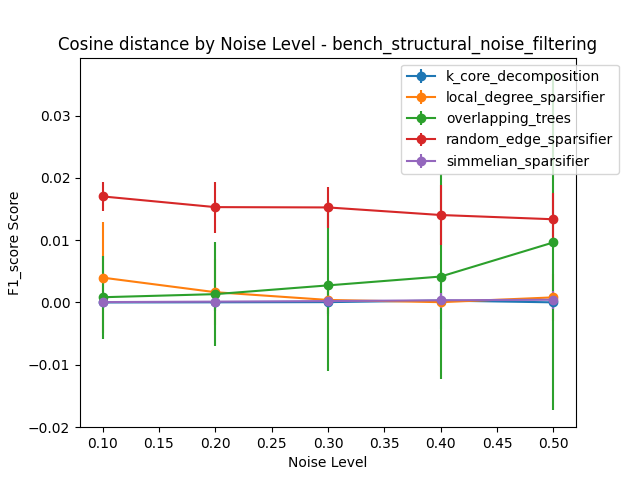 Cosine distance by Noise Level - bench_structural_noise_filtering
k_core_decomposition
local_degree_sparsifier
overlapping_trees
random_edge_sparsifier
simmelian_sparsifier
F1_score Score
0.03
0.02
0.01
0.00
−0.01
−0.02
0.10 0.15 0.20 0.25 0.30 0.35 0.40 0.45 0.50
Noise Level